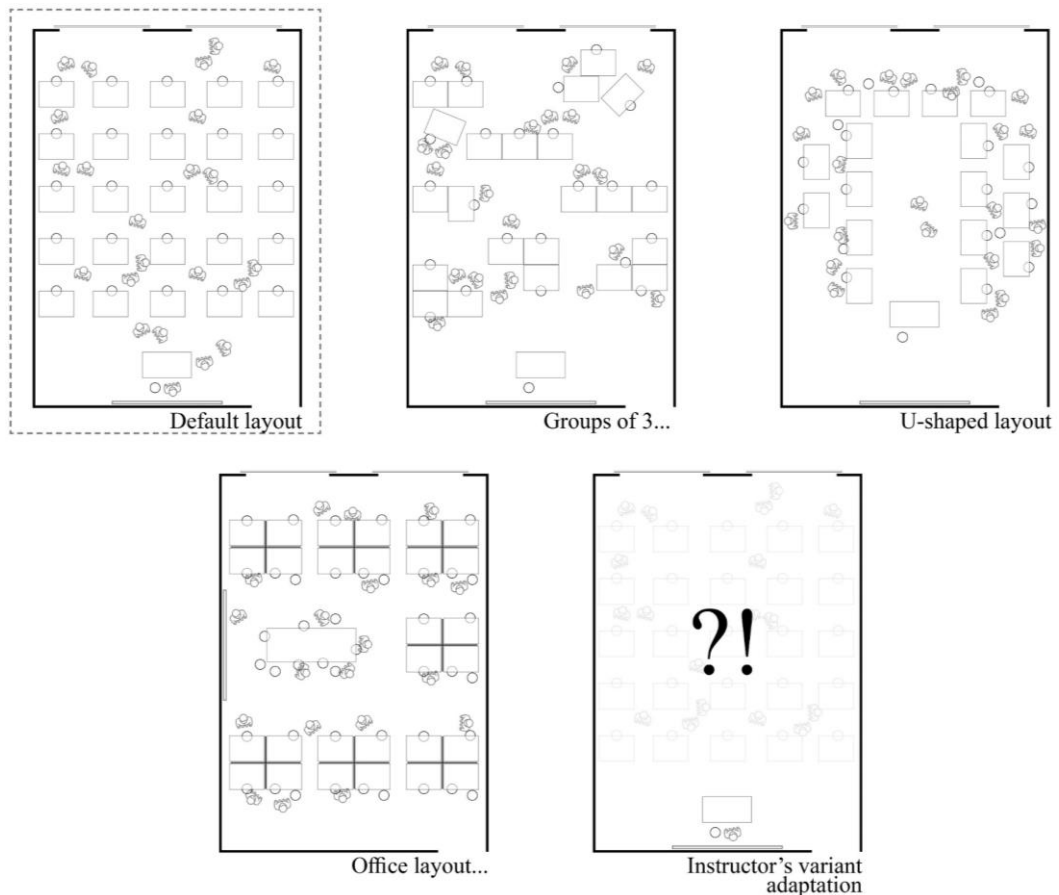 Default layout
Groups of 3...
U-shaped layout
Office layout...
?!
Instructor's variant
adaptation